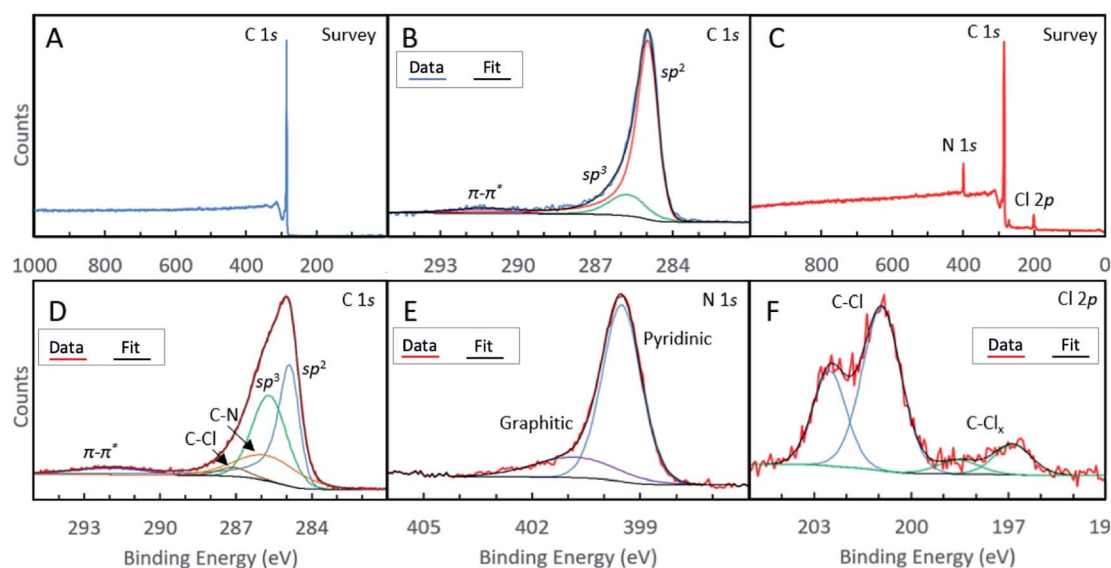 A
C 1s
Survey
B
C 1s
Data Fit
sp2
sp3
π-π*
C
C 1s
Survey
N 1s
Cl 2p
Counts
1000 800 600 400 200
293 290 287 284
800 600 400 200 0
D
C 1s
Data Fit
sp3
sp2
C-N
C-Cl
π-π*
E
N 1s
Data Fit
Pyridinic
Graphitic
F
C-Cl
Cl 2p
Data Fit
C-Clx
Counts
293 290 287 284
405 402 399
203 200 197 19
Binding Energy (eV)
Binding Energy (eV)
Binding Energy (eV)